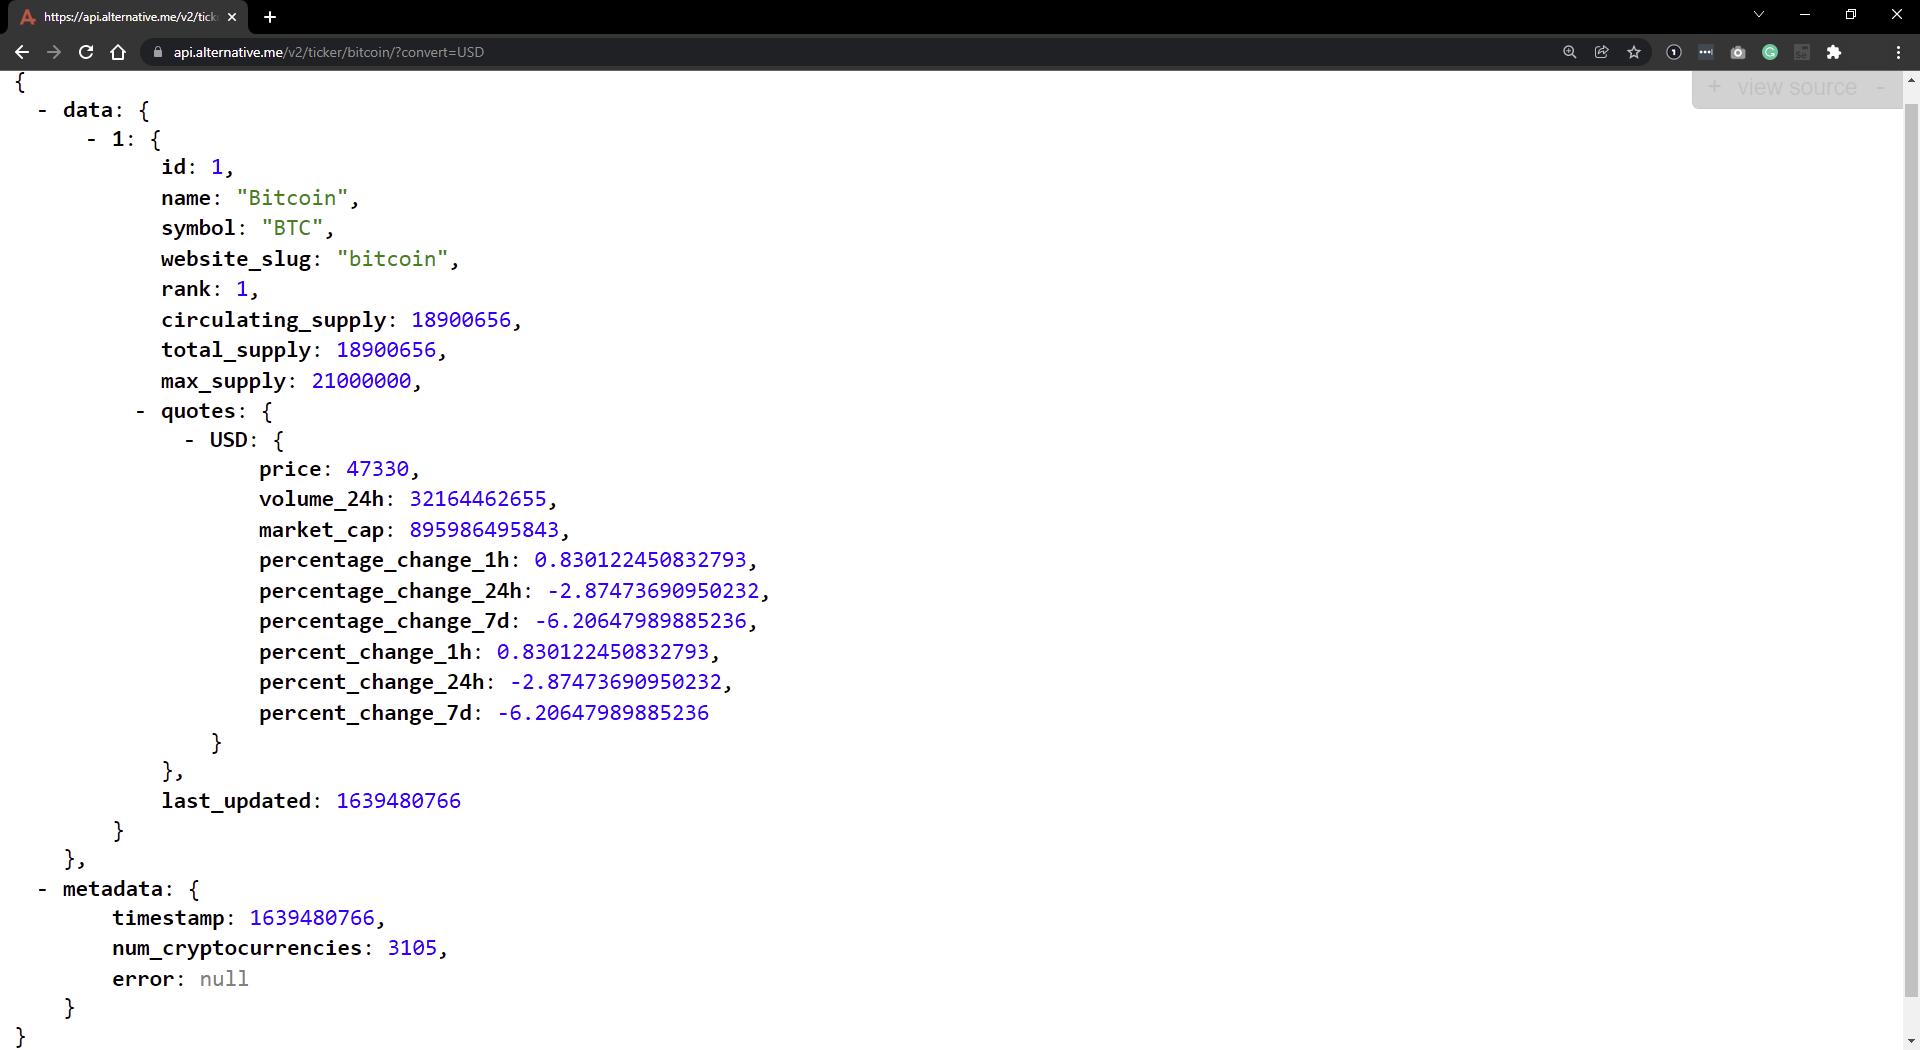 https://api.alternative.me/v2/tick
api.alternative.me/v2/ticker/bitcoin/?convert=USD
+ view source -
{
- data: {
- 1: {
id: 1,
name: "Bitcoin",
symbol: "BTC",
website_slug: "bitcoin",
rank: 1,
circulating_supply: 18900656,
total_supply: 18900656,
max_supply: 21000000,
- quotes: {
- USD: {
price: 47330,
volume_24h: 32164462655,
market_cap: 895986495843,
percentage_change_1h: 0.830122450832793,
percentage_change_24h: -2.87473690950232,
percentage_change_7d: -6.20647989885236,
percent_change_1h: 0.830122450832793,
percent_change_24h: -2.87473690950232,
percent_change_7d: -6.20647989885236
}
},
last_updated: 1639480766
}
},
- metadata: {
timestamp: 1639480766,
num_cryptocurrencies: 3105,
error: null
}
}